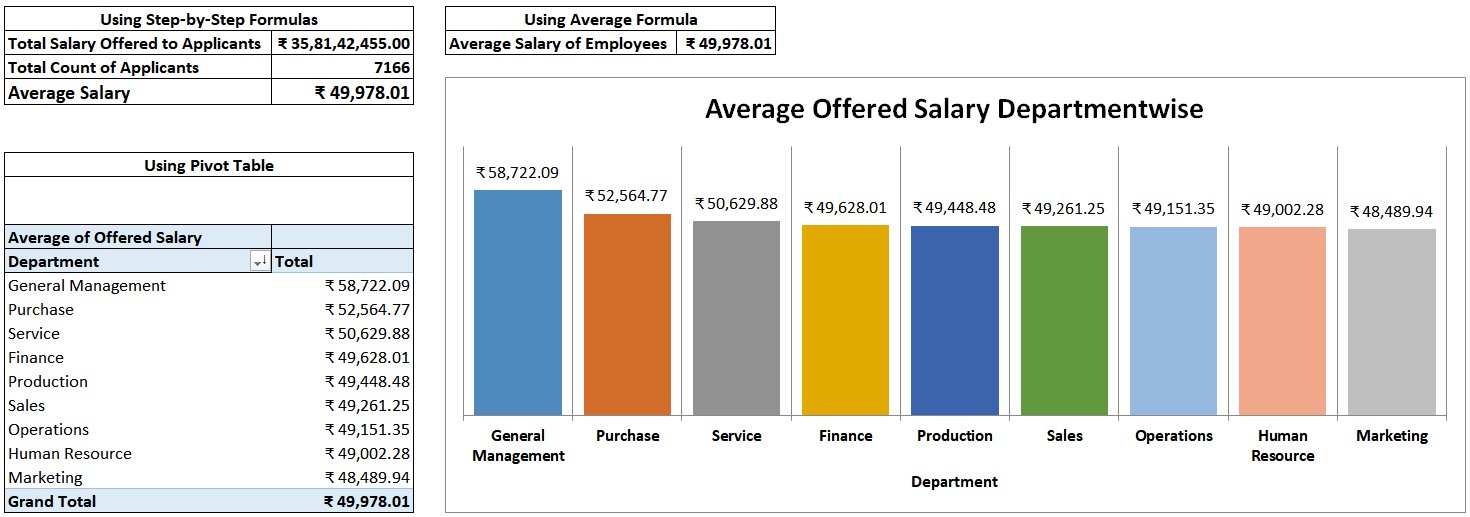 Using Step-by-Step Formulas
Total Salary Offered to Applicants ₹ 35,81,42,455.00
Total Count of Applicants 7166
Average Salary ₹ 49,978.01
Using Average Formula
Average Salary of Employees ₹ 49,978.01
Using Pivot Table
Average of Offered Salary
Department Total
General Management ₹ 58,722.09
Purchase ₹ 52,564.77
Service ₹ 50,629.88
Finance ₹ 49,628.01
Production ₹ 49,448.48
Sales ₹ 49,261.25
Operations ₹ 49,151.35
Human Resource ₹ 49,002.28
Marketing ₹ 48,489.94
Grand Total ₹ 49,978.01
Average Offered Salary Departmentwise
₹ 58,722.09
₹ 52,564.77
₹ 50,629.88
₹ 49,628.01
₹ 49,448.48
₹ 49,261.25
₹ 49,151.35
₹ 49,002.28
₹ 48,489.94
General
Management
Purchase
Service
Finance
Production
Sales
Operations
Human
Resource
Marketing
Department